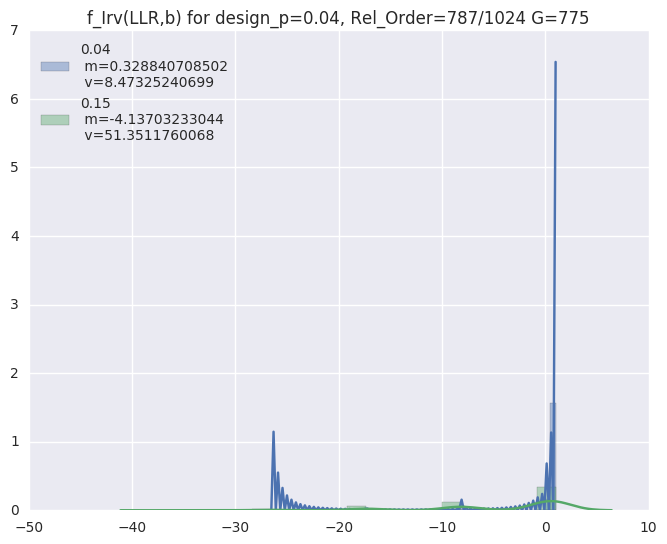 f_Irv(LLR,b) for design_p=0.04, Rel_Order=787/1024 G=775
7
0.04
m=0.328840708502
v=8.47325240699
0.15
m=-4.13703233044
v=51.3511760068
6
5
4
3
2
1
0
−50 −40 −30 −20 −10 0 10